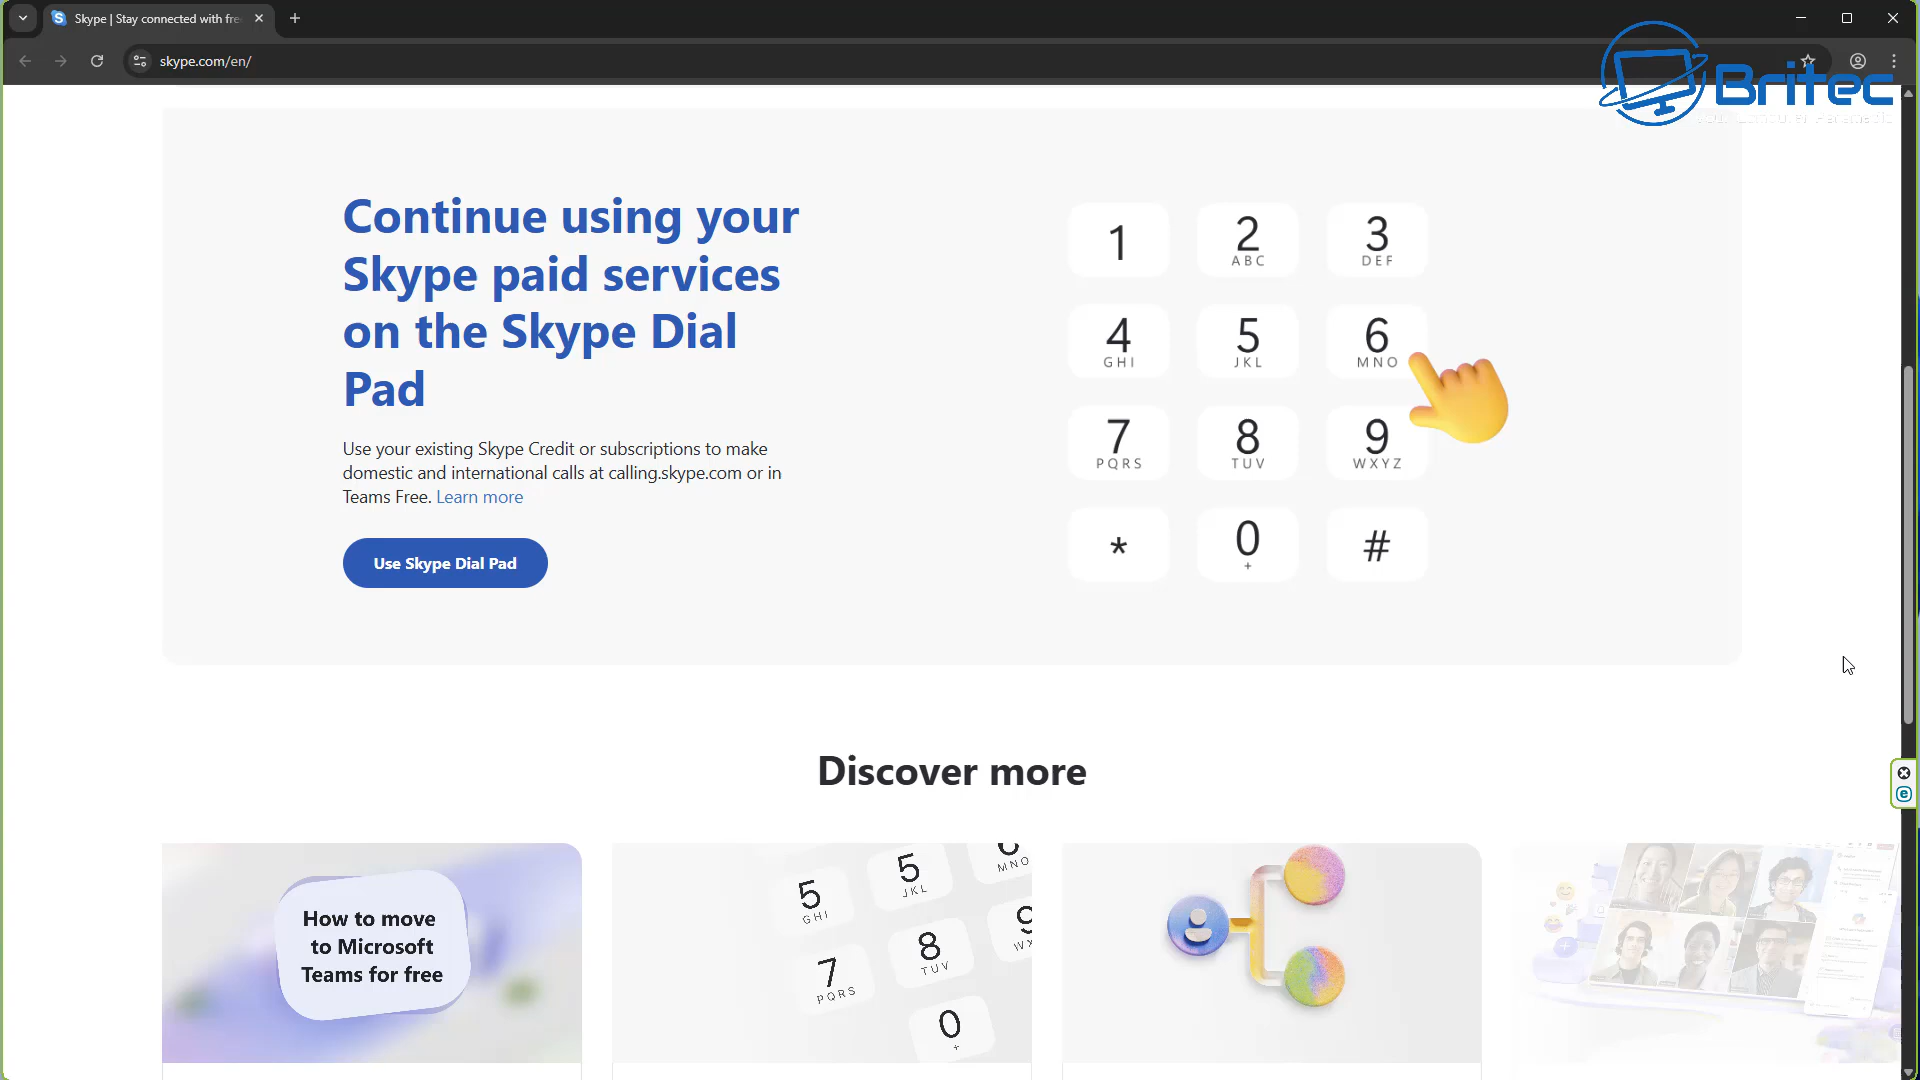 Skype | Stay connected with fre
skype.com/en/
Britec
Continue using your
Skype paid services
on the Skype Dial
Pad
Use your existing Skype Credit or subscriptions to make
domestic and international calls at calling.skype.com or in
Teams Free. Learn more
Use Skype Dial Pad
1
2
ABC
3
DEF
4
GHI
5
JKL
6
MNO
7
PQRS
8
TUV
9
WXYZ
*
0
+
#
Discover more
How to move
to Microsoft
Teams for free
5
GHI
5
JKL
MNO
7
PQRS
8
TUV
9
WX
0
+